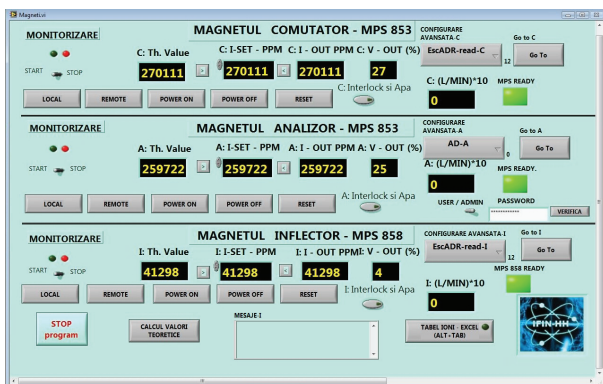 Magneti.vi
MONITORIZARE
MAGNETUL COMUTATOR - MPS 853
CONFIGURARE AVANSATA-C
Go to C
C: Th. Value
C: I-SET - PPM
C: I - OUT PPM
C: V - OUT (%)
EscADR-read-C
12
Go To
START
STOP
270111
270111
270111
27
C: (L/MIN)*10
MPS READY
C: Interlock si Apa
0
LOCAL
REMOTE
POWER ON
POWER OFF
RESET
MONITORIZARE
MAGNETUL ANALIZOR - MPS 853
CONFIGURARE AVANSATA-A
Go to A
A: Th. Value
A: I-SET - PPM
A: I - OUT PPM
A: V - OUT (%)
AD-A
0
Go To
START
STOP
259722
259722
259722
25
A: (L/MIN)*10
MPS READY.
0
A: Interlock si Apa
USER / ADMIN
PASSWORD
LOCAL
REMOTE
POWER ON
POWER OFF
RESET
************
VERIFICA
MONITORIZARE
MAGNETUL INFLECTOR - MPS 858
CONFIGURARE AVANSATA-I
Go to I
I: Th. Value
I: I-SET - PPM
I: I - OUT PPM
I: V - OUT (%)
EscADR-read-I
12
Go To
START
STOP
41298
41298
41298
4
MPS 858 READY
I: (L/MIN)*10
I: Interlock si Apa
0
LOCAL
REMOTE
POWER ON
POWER OFF
RESET
STOP
program
CALCUL VALORI
TEORETICE
MESAJE-I
TABEL IONI - EXCEL
(ALT+TAB)
IFIN-HH